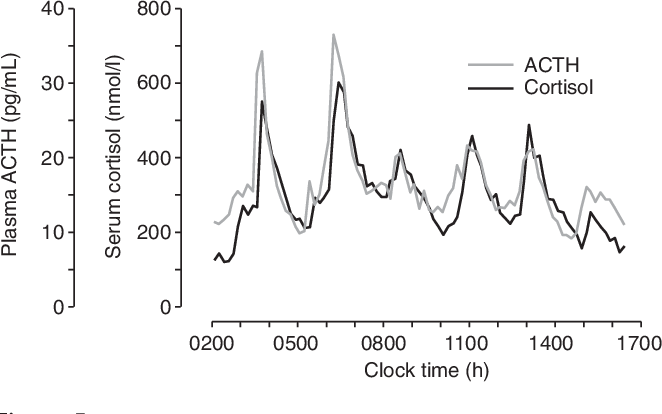 Plasma ACTH (pg/mL)
40
30
20
10
0
Serum cortisol (nmol/l)
800
600
400
200
0
ACTH
Cortisol
0200 0500 0800 1100 1400 1700
Clock time (h)